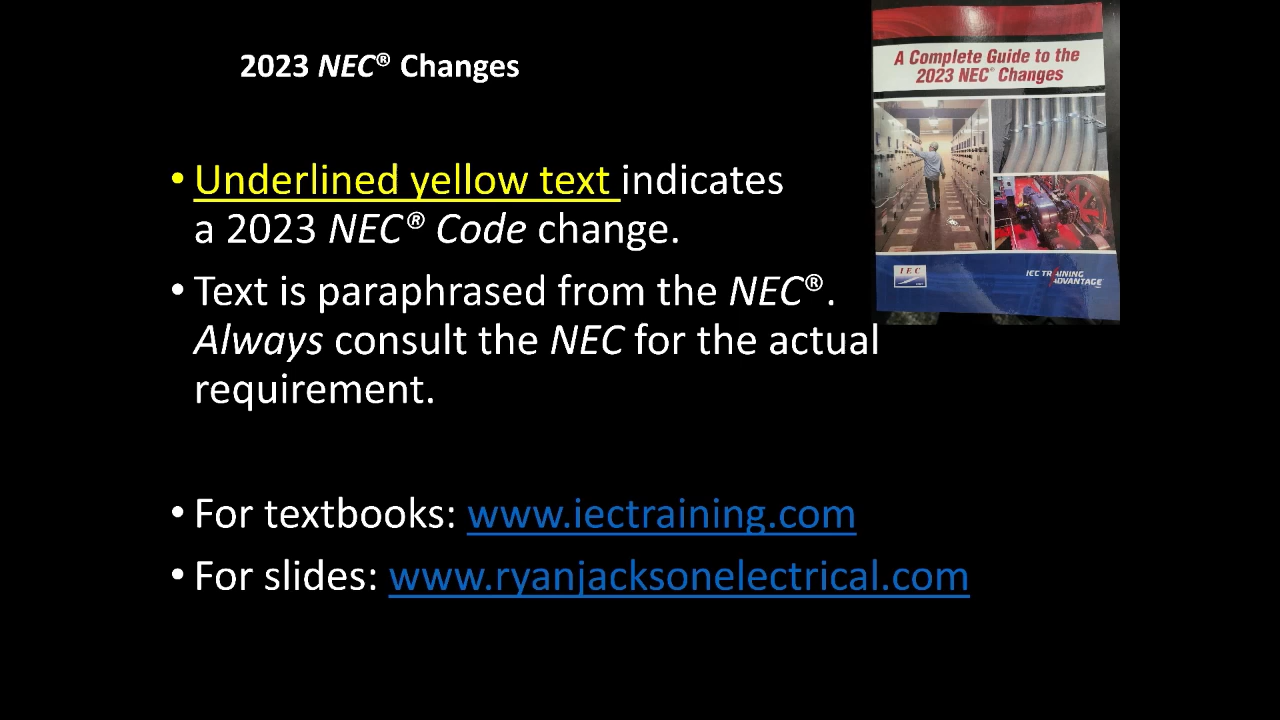 2023 NEC® Changes
A Complete Guide to the
2023 NEC® Changes
• Underlined yellow text indicates
a 2023 NEC® Code change.
• Text is paraphrased from the NEC®.
Always consult the NEC for the actual
requirement.
IEC
IEC TRAINING
ADVANTAGE
• For textbooks: www.iectraining.com
• For slides: www.ryanjacksonelectrical.com